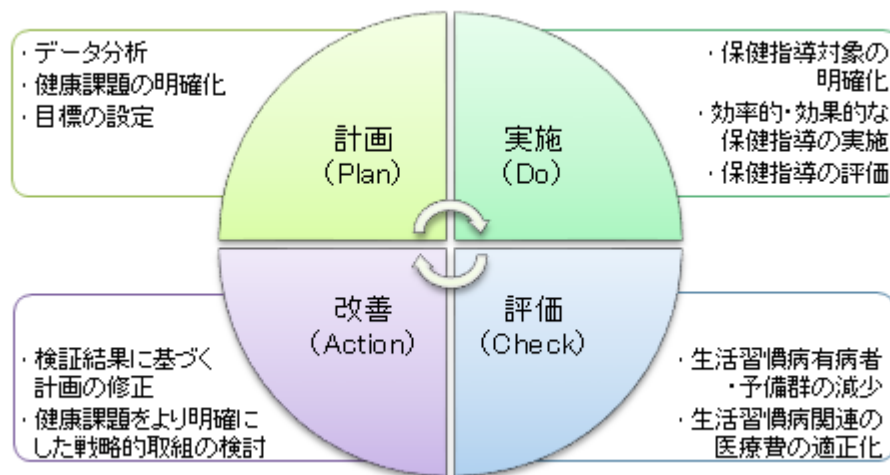 ・データ分析
・健康課題の明確化
・目標の設定
計画
(Plan)
実施
(Do)
・保健指導対象の
明確化
・効率的・効果的な
保健指導の実施
・保健指導の評価
改善
(Action)
評価
(Check)
・検証結果に基づく
計画の修正
・健康課題をより明確に
した戦略的取組の検討
・生活習慣病有病者
・予備群の減少
・生活習慣病関連の
医療費の適正化